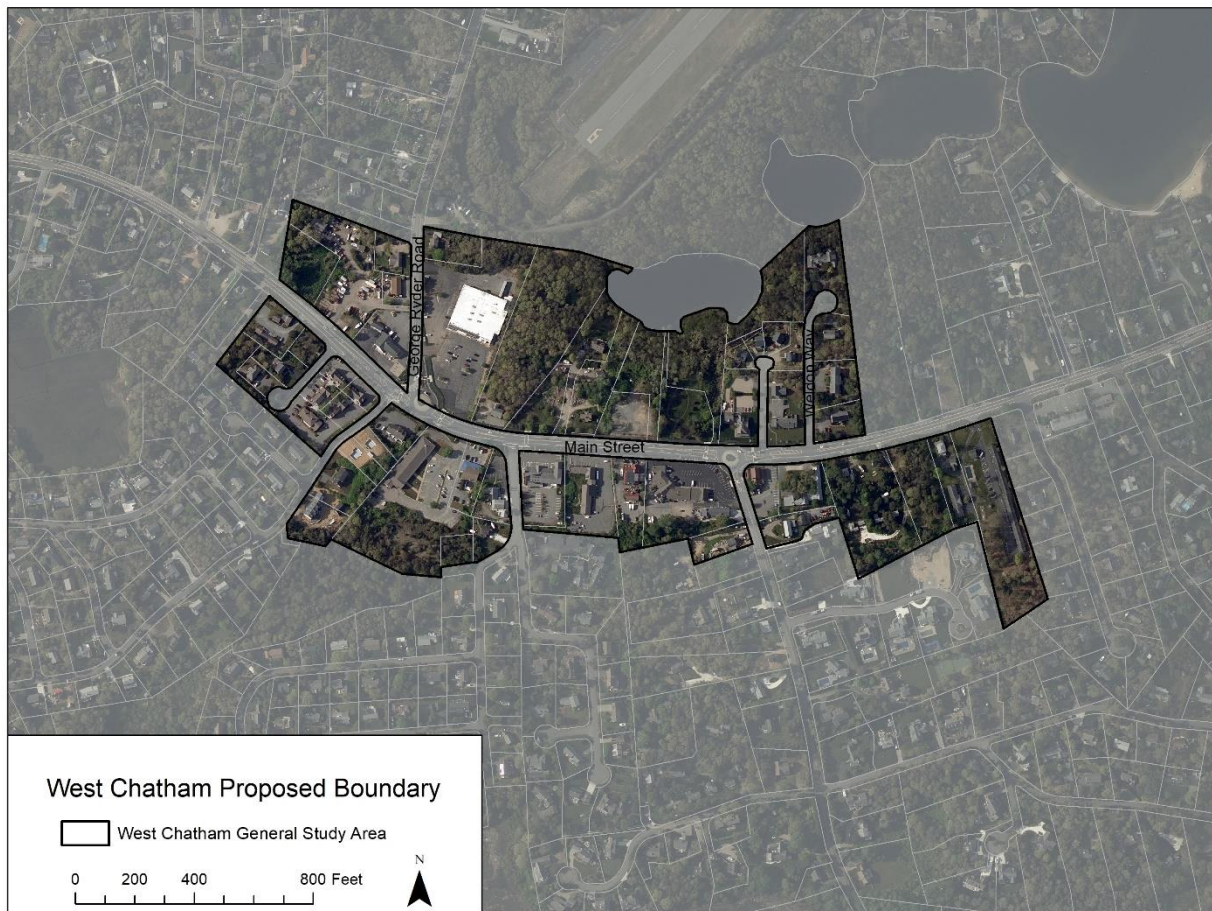 George Ryder Road
Weldon Way
Main Street
West Chatham Proposed Boundary
West Chatham General Study Area
N
0 200 400 800 Feet